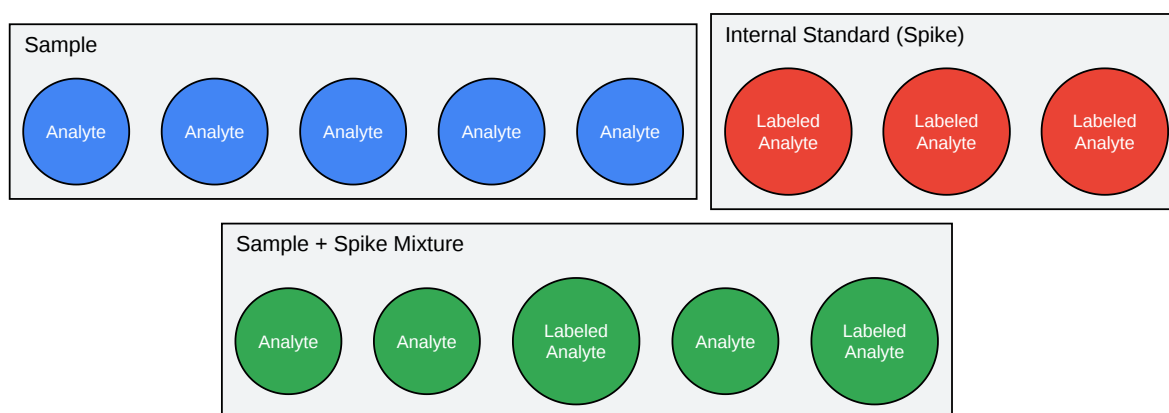 Sample
Analyte
Analyte
Analyte
Analyte
Analyte
Internal Standard (Spike)
Labeled
Analyte
Labeled
Analyte
Labeled
Analyte
Sample + Spike Mixture
Analyte
Analyte
Labeled
Analyte
Analyte
Labeled
Analyte